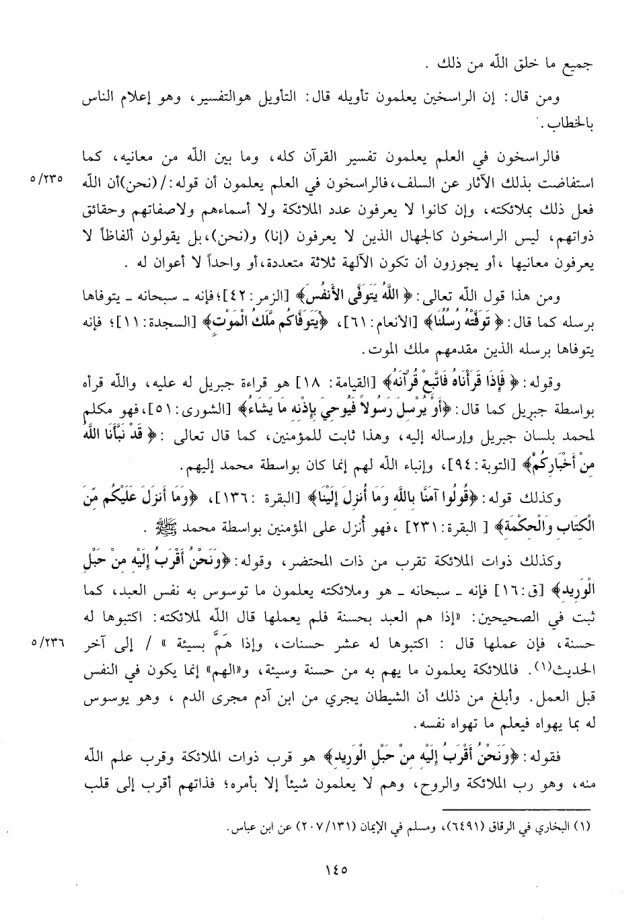 جميع ما خلق الله من ذلك .
ومن قال: إن الراسخين يعلمون تأويله قال: التأويل هوالتفسير، وهو إعلام الناس
بالخطاب.
فالراسخون في العلم يعلمون تفسير القرآن كله، وما بين الله من معانيه، كما
استفاضت بذلك الآثار عن السلف،فالراسخون في العلم يعلمون أن قوله:/(نحن)أن الله
٥/٢٣٥
فعل ذلك بملائكته، وإن كانوا لا يعرفون عدد الملائكة ولا أسماءهم ولاصفاتهم وحقائق
ذواتهم، ليس الراسخون كالجهال الذين لا يعرفون (إنا) و(نحن)،بل يقولون ألفاظاً لا
يعرفون معانيها ،أو يجوزون أن تكون الآلهة ثلاثة متعددة،أو واحداً لا أعوان له .
ومن هذا قول الله تعالى:﴿ اللَّهُ يَتَوَفَّى الأَنفُسَ﴾ [الزمر:٤٢]؛فإنه ـ سبحانه ـ يتوفاها
برسله كما قال:﴿ تَوَفَّتْهُ رُسُلُنَا﴾ [الأنعام:٦١]، ﴿يَتَوَفَّاكُم مَّلَكُ الْمَوْتِ﴾ [السجدة:١١]؛ فإنه
يتوفاها برسله الذين مقدمهم ملك الموت.
وقوله:﴿ فَإِذَا قَرَأْنَاهُ فَاتَّبِعْ قُرْآنَهُ﴾ [القيامة: ١٨] هو قراءة جبريل له عليه، والله قرأه
بواسطة جبريل كما قال:﴿أَوْ يُرْسِلَ رَسُولاً فَيُوحِيَ بِإِذْنِهِ مَا يَشَاءُ﴾ [الشورى:٥١]،فهو مكلم
لمحمد بلسان جبريل وإرساله إليه، وهذا ثابت للمؤمنين، كما قال تعالى :﴿ قَدْ نَبَّأَنَا اللَّهُ
مِنْ أَخْبَارِكُمْ﴾ [التوبة:٩٤]، وإنباء الله لهم إنما كان بواسطة محمد إليهم.
وكذلك قوله:﴿قُولُوا آمَنَّا بِاللَّهِ وَمَا أُنزِلَ إِلَيْنَا﴾ [البقرة :١٣٦]، ﴿وَمَا أَنزَلَ عَلَيْكُم مِّنَ
الْكِتَابِ وَالْحِكْمَةِ﴾ [ البقرة:٢٣١] ،فهو أُنزل على المؤمنين بواسطة محمد ﷺ .
وكذلك ذوات الملائكة تقرب من ذات المحتضر، وقوله:﴿وَنَحْنُ أَقْرَبُ إِلَيْهِ مِنْ حَبْلِ
الْوَرِيدِ﴾ [ق:١٦] فإنه ـ سبحانه ـ هو وملائكته يعلمون ما توسوس به نفس العبد، كما
ثبت في الصحيحين: «إذا هم العبد بحسنة فلم يعملها قال الله لملائكته: اكتبوها له
حسنة، فإن عملها قال : اكتبوها له عشر حسنات، وإذا هَمَّ بسيئة » / إلى آخر
٥/٢٣٦
الحديث(١). فالملائكة يعلمون ما يهم به من حسنة وسيئة، و«الهم» إنما يكون في النفس
قبل العمل. وأبلغ من ذلك أن الشيطان يجري من ابن آدم مجرى الدم ، وهو يوسوس
له بما يهواه فيعلم ما تهواه نفسه.
فقوله:﴿وَنَحْنُ أَقْرَبُ إِلَيْهِ مِنْ حَبْلِ الْوَرِيدِ﴾ هو قرب ذوات الملائكة وقرب علم الله
منه، وهو رب الملائكة والروح، وهم لا يعلمون شيئاً إلا بأمره؛ فذاتهم أقرب إلى قلب
(١) البخاري في الرقاق (٦٤٩١)، ومسلم في الإيمان (٢٠٧/١٣١) عن ابن عباس.
١٤٥